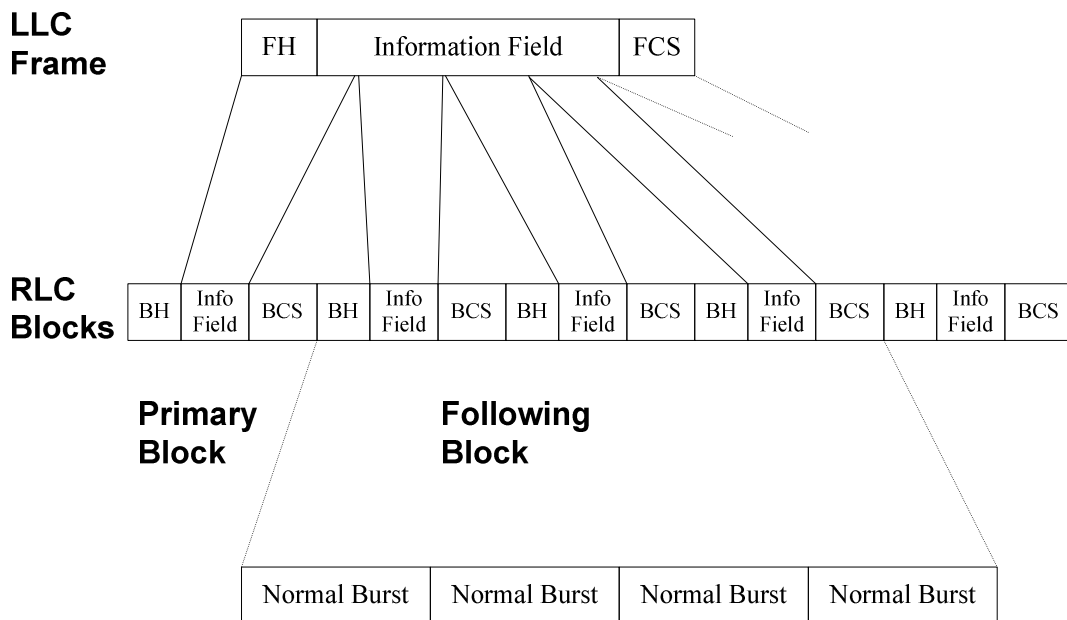 LLC
Frame
FH
Information Field
FCS
RLC
Blocks
BH
Info
Field
BCS
BH
Info
Field
BCS
BH
Info
Field
BCS
BH
Info
Field
BCS
BH
Info
Field
BCS
Primary
Block
Following
Block
Normal Burst
Normal Burst
Normal Burst
Normal Burst